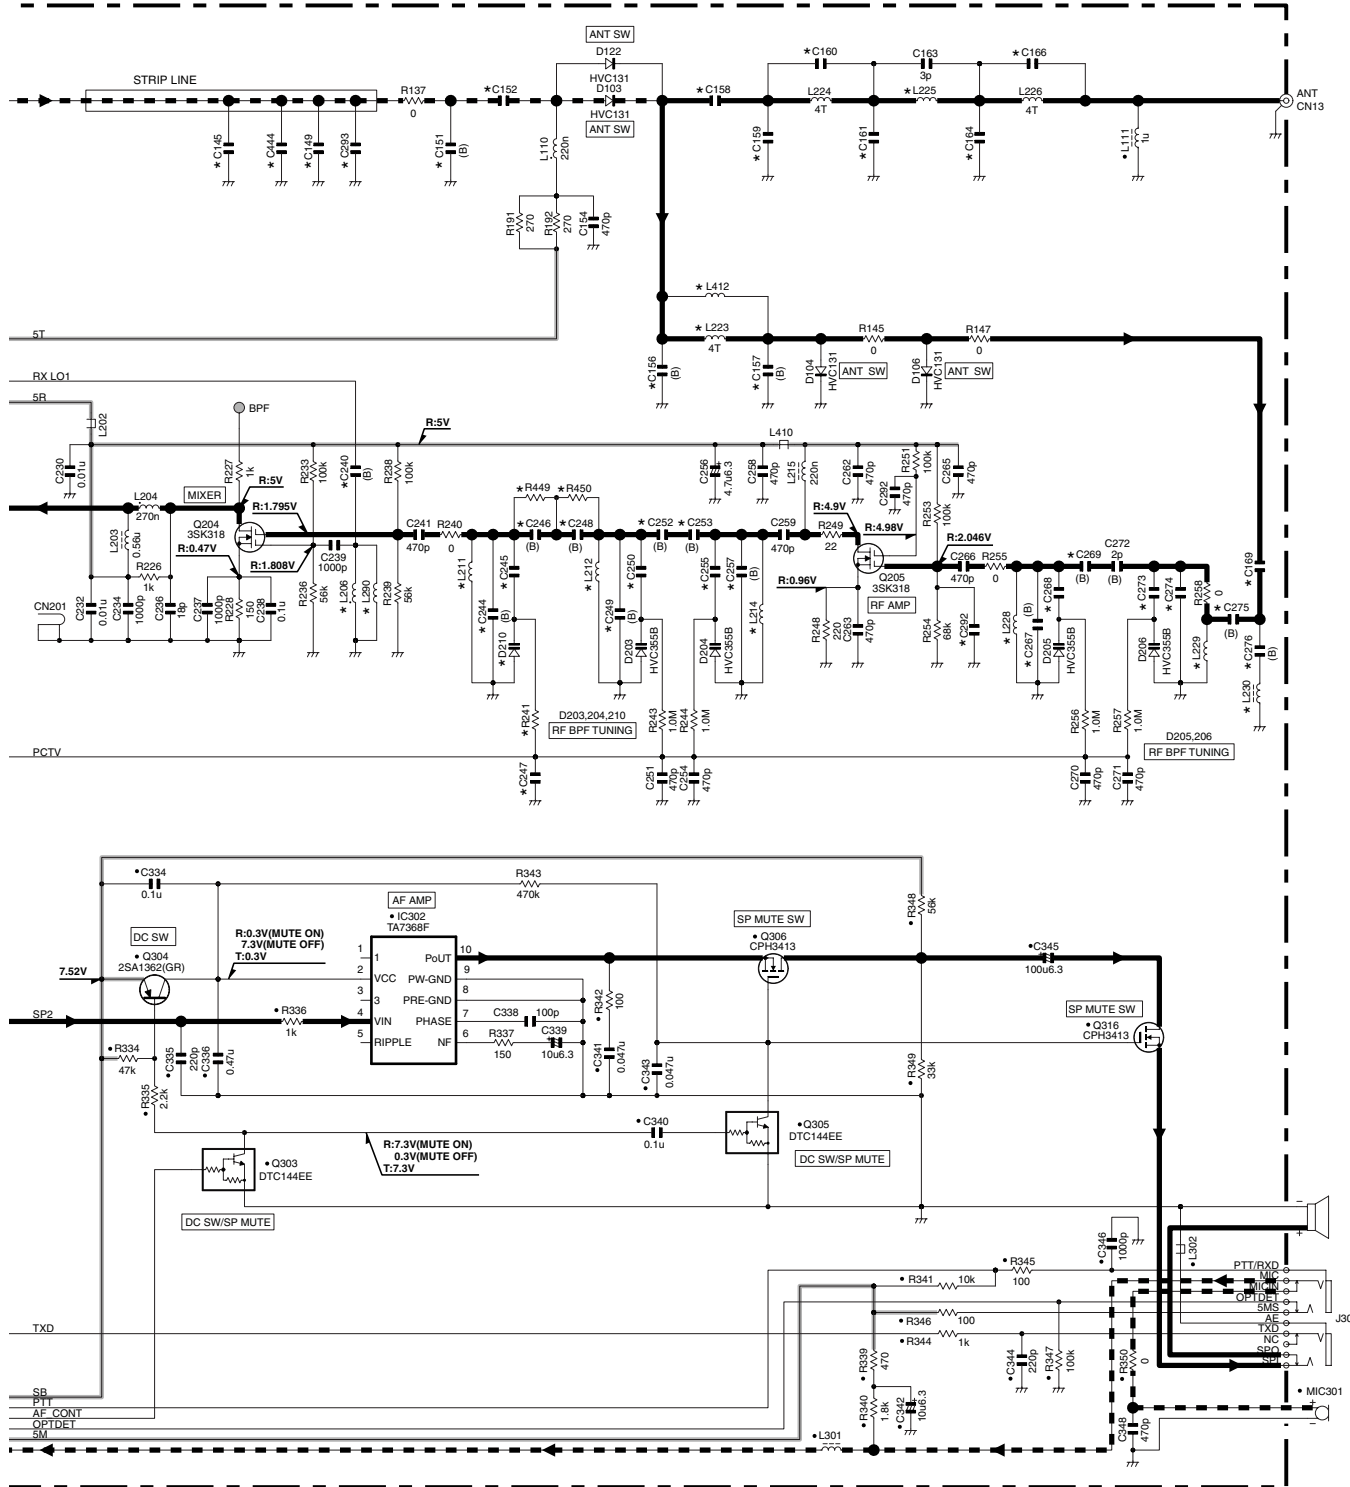 ANT SW
D122
HVC131
D103
HVC131
ANT SW
STRIP LINE
R137
0
*C152
*C145
*C444
*C149
*C293
*C151
(B)
L110
220n
R191
270
R192
270
C154
470p
*C158
*C160
C163
3p
*C166
L224
4T
*L225
L226
4T
*C159
*C161
*C164
•L111
1u
ANT
CN13
5T
*L412
*L223
4T
*C156
(B)
*C157
(B)
D104
HVC131
R145
0
ANT SW
D106
HVC131
R147
0
ANT SW
RX LO1
5R
L202
BPF
R:5V
C230
0.01u
R227
1k
R:5V
R233
100k
*C240
(B)
R238
100k
C256
4.7u6.3
L410
C258
470p
L215
220n
C262
470p
C292
470p
R251
100k
R253
100k
C265
470p
L204
270n
MIXER
Q204
3SK318
R:1.795V
R:0.47V
R:1.808V
L203
0.56u
R226
1k
C239
1000p
C241
470p
R240
0
*R449
*R450
*C246
(B)
*C248
(B)
*C252
(B)
*C253
(B)
C259
470p
R249
22
R:4.9V
R:4.98V
R:2.046V
R:0.96V
Q205
3SK318
RF AMP
C266
470p
R255
0
*C269
(B)
C272
2p
(B)
R258
0
*C169
*C275
(B)
CN201
C232
0.01u
C234
1000p
C236
18p
C237
1000p
R228
150
C238
0.1u
R236
56k
*L206
*L290
R239
56k
*L211
*C244
(B)
*C245
*D210
*L212
*C249
(B)
*C250
D203
HVC355B
D204
HVC355B
*C255
*C257
(B)
*L214
R248
220
C263
470p
R254
68k
*C292
*L228
*C267
(B)
*C268
D205
HVC355B
D206
HVC355B
*C273
*C274
*L229
*C276
(B)
*L230
*R241
D203,204,210
RF BPF TUNING
R243
1.0M
R244
1.0M
R256
1.0M
R257
1.0M
D205,206
RF BPF TUNING
PCTV
*C247
C251
470p
C254
470p
C270
470p
C271
470p
•C334
0.1u
R343
470k
AF AMP
•IC302
TA7368F
DC SW
•Q304
2SA1362(GR)
R:0.3V(MUTE ON)
7.3V(MUTE OFF)
T:0.3V
7.52V
1
2
3
4
5
1
VCC
3
VIN
RIPPLE
PoUT
PW-GND
PRE-GND
PHASE
NF
10
9
8
7
6
SP MUTE SW
•Q306
CPH3413
•R348
56k
•C345
100u6.3
SP MUTE SW
•Q316
CPH3413
SP2
•R336
1k
•R334
47k
•C335
220p
•C336
0.47u
•R335
2.2k
C338
100p
R337
150
C339
10u6.3
•R342
100
•C341
0.047u
•C343
0.047u
•R349
33k
R:7.3V(MUTE ON)
0.3V(MUTE OFF)
T:7.3V
•C340
0.1u
•Q305
DTC144EE
DC SW/SP MUTE
•Q303
DTC144EE
DC SW/SP MUTE
•C346
1000p
•L302
•R345
100
•R341
10k
•R346
100
•R344
1k
•R339
470
•R340
1.8k
•C342
10u6.3
•C344
220p
•R347
100k
•R350
0
PTT/RXD
MIC
MICIN
OPTDET
5MS
AE
TXD
NC
SPO
SPI
J30
•MIC301
C348
470p
TXD
SB
PTT
AF CONT
OPTDET
5M
•L301